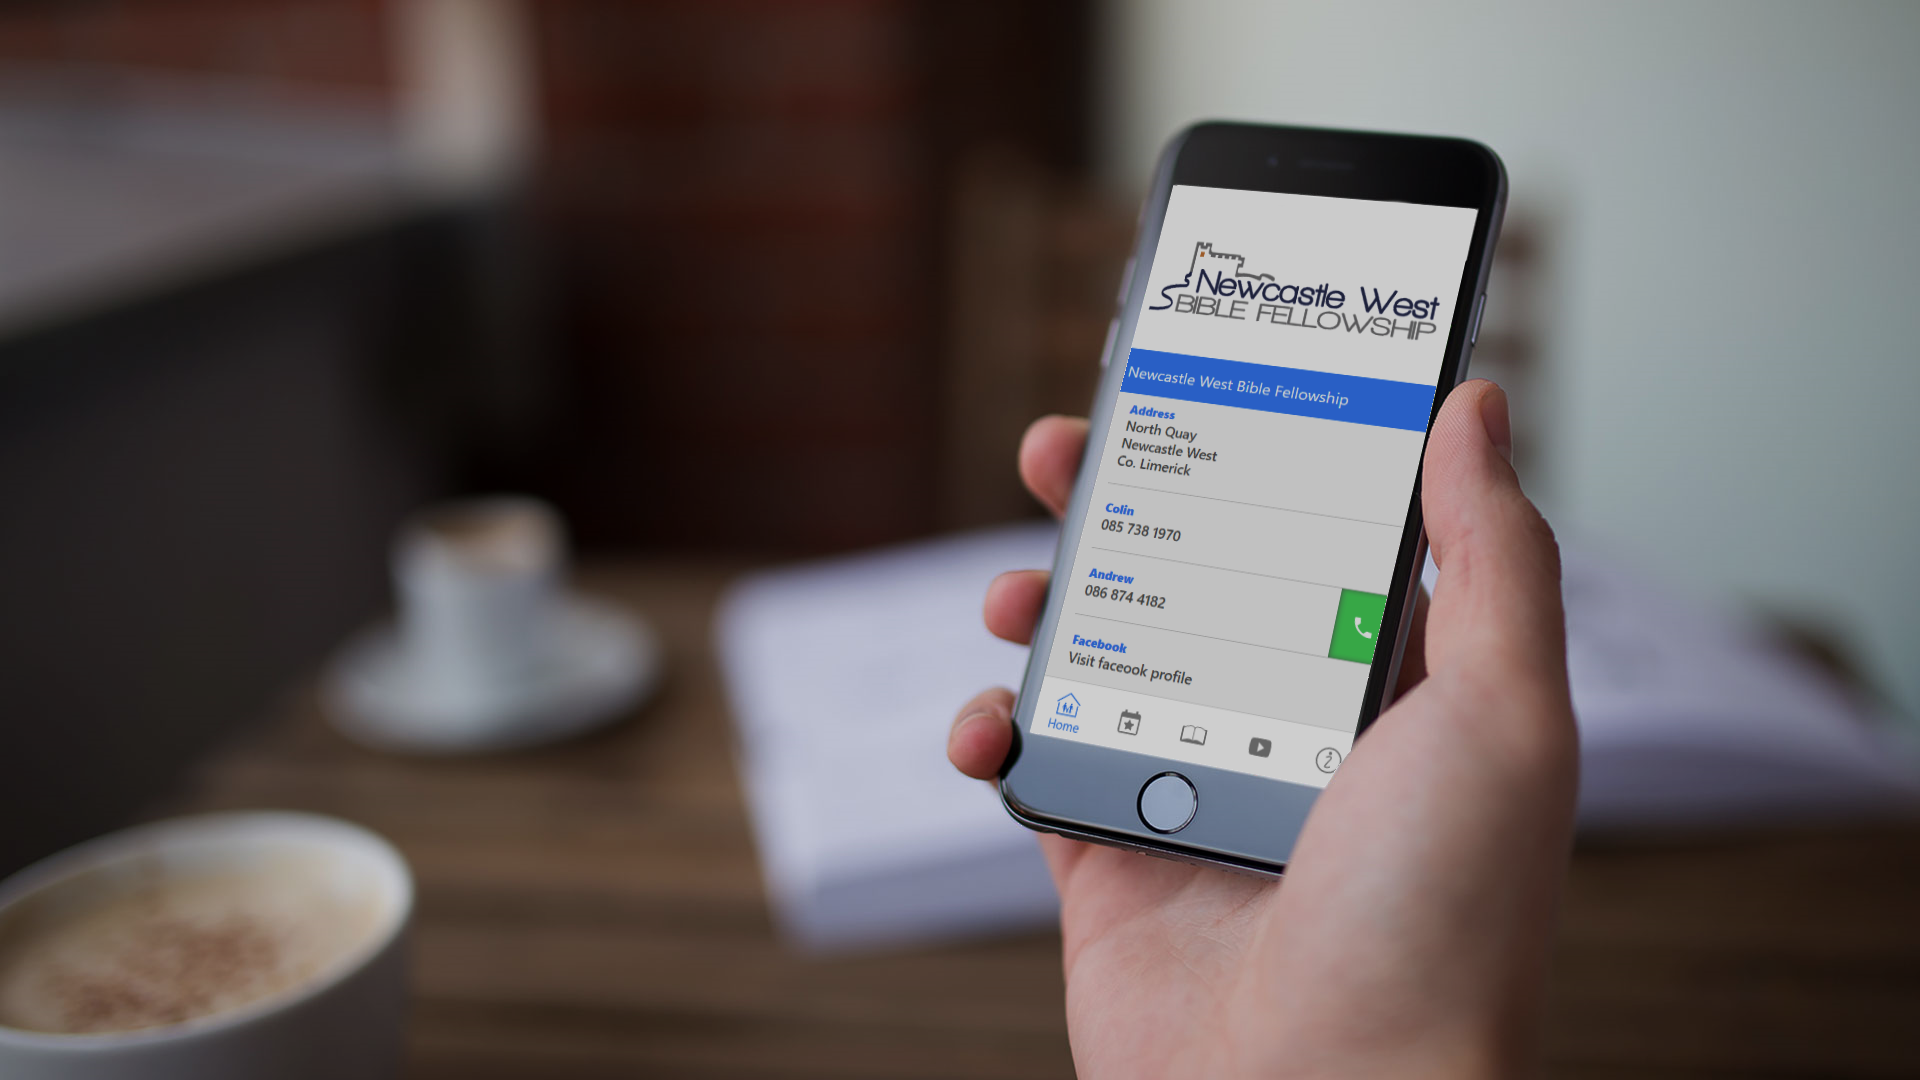 Newcastle West
BIBLE FELLOWSHIP
Newcastle West Bible Fellowship
Address
North Quay
Newcastle West
Co. Limerick
Colin
085 738 1970
Andrew
086 874 4182
Facebook
Visit faceook profile
Home